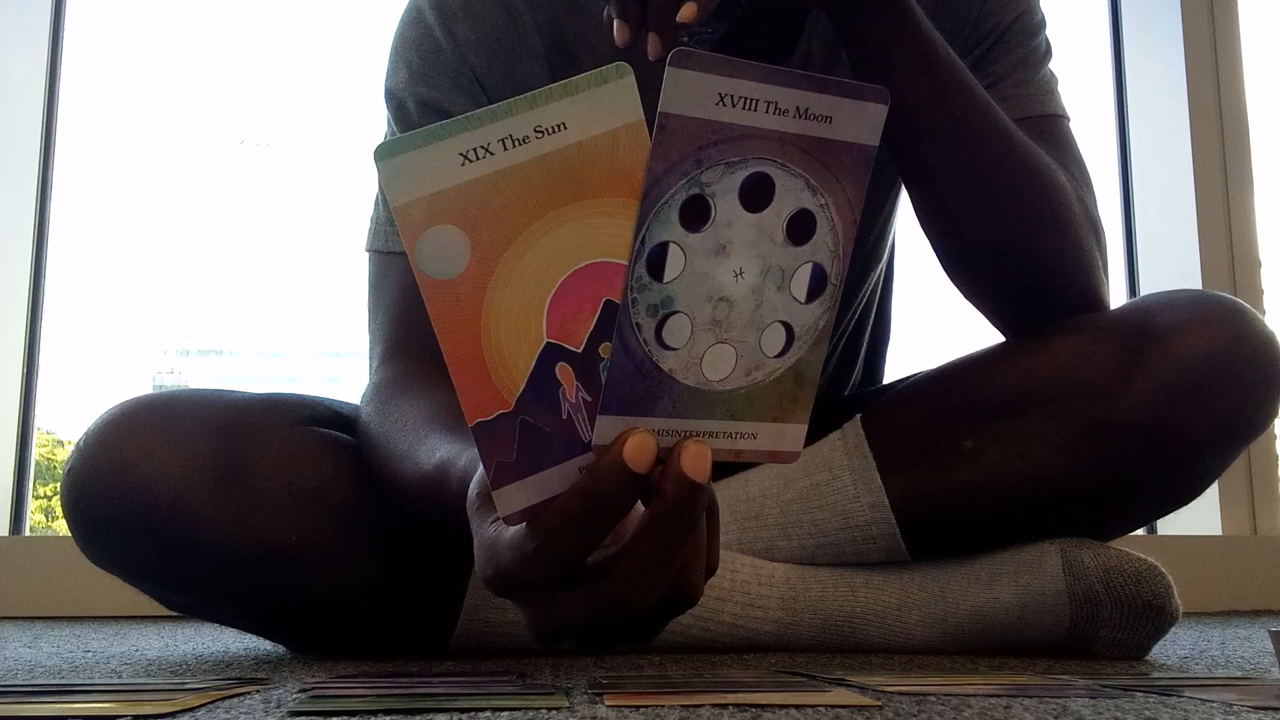 XIX The Sun
XVIII The Moon
MISINTERPRETATION